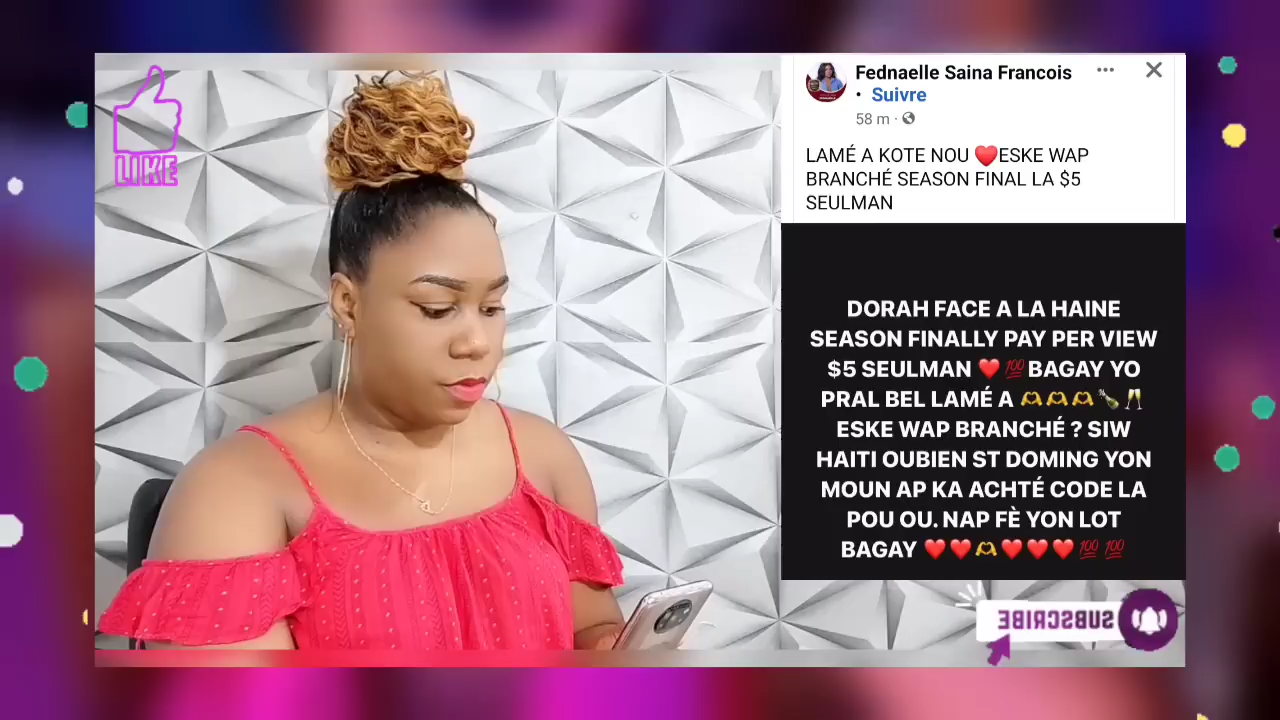 LIKE
Fednaelle Saina Francois
• Suivre
58 m ·
LAMÉ A KOTE NOU ❤️ESKE WAP
BRANCHÉ SEASON FINAL LA $5
SEULMAN
DORAH FACE A LA HAINE
SEASON FINALLY PAY PER VIEW
$5 SEULMAN ❤️💯BAGAY YO
PRAL BEL LAMÉ A 🫶🫶🫶🍾🥂
ESKE WAP BRANCHÉ ? SIW
HAITI OUBIEN ST DOMING YON
MOUN AP KA ACHTÉ CODE LA
POU OU. NAP FÈ YON LOT
BAGAY ❤️❤️🫶❤️❤️❤️💯💯
SUBSCRIBE